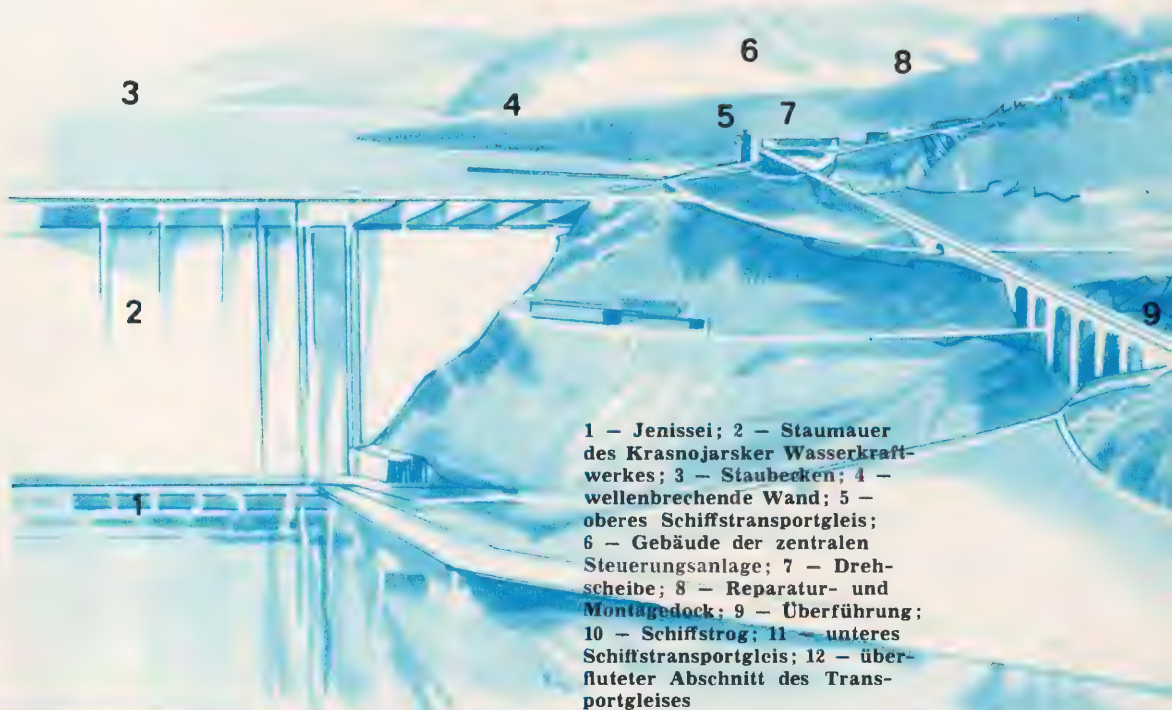 6
8
3
4
5 7
2
9
1
1 — Jenissei; 2 — Staumauer
des Krasnojarsker Wasserkraft-
werkes; 3 — Staubecken; 4 —
wellenbrechende Wand; 5 —
oberes Schiffstransportgleis;
6 — Gebäude der zentralen
Steuerungsanlage; 7 — Dreh-
scheibe; 8 — Reparatur- und
Montagedock; 9 — Überführung;
10 — Schiffstrog; 11 — unteres
Schiffstransportgleis; 12 — über-
fluteter Abschnitt des Trans-
portgleises